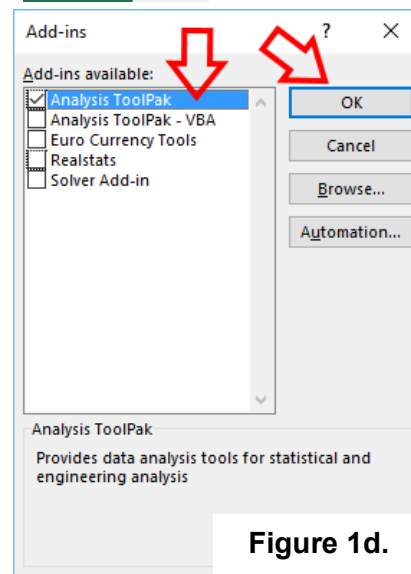 Add-ins ? ×
Add-ins available:
Analysis ToolPak
Analysis ToolPak - VBA
Euro Currency Tools
Realstats
Solver Add-in
OK
Cancel
Browse...
Automation...
Analysis ToolPak
Provides data analysis tools for statistical and
engineering analysis
Figure 1d.